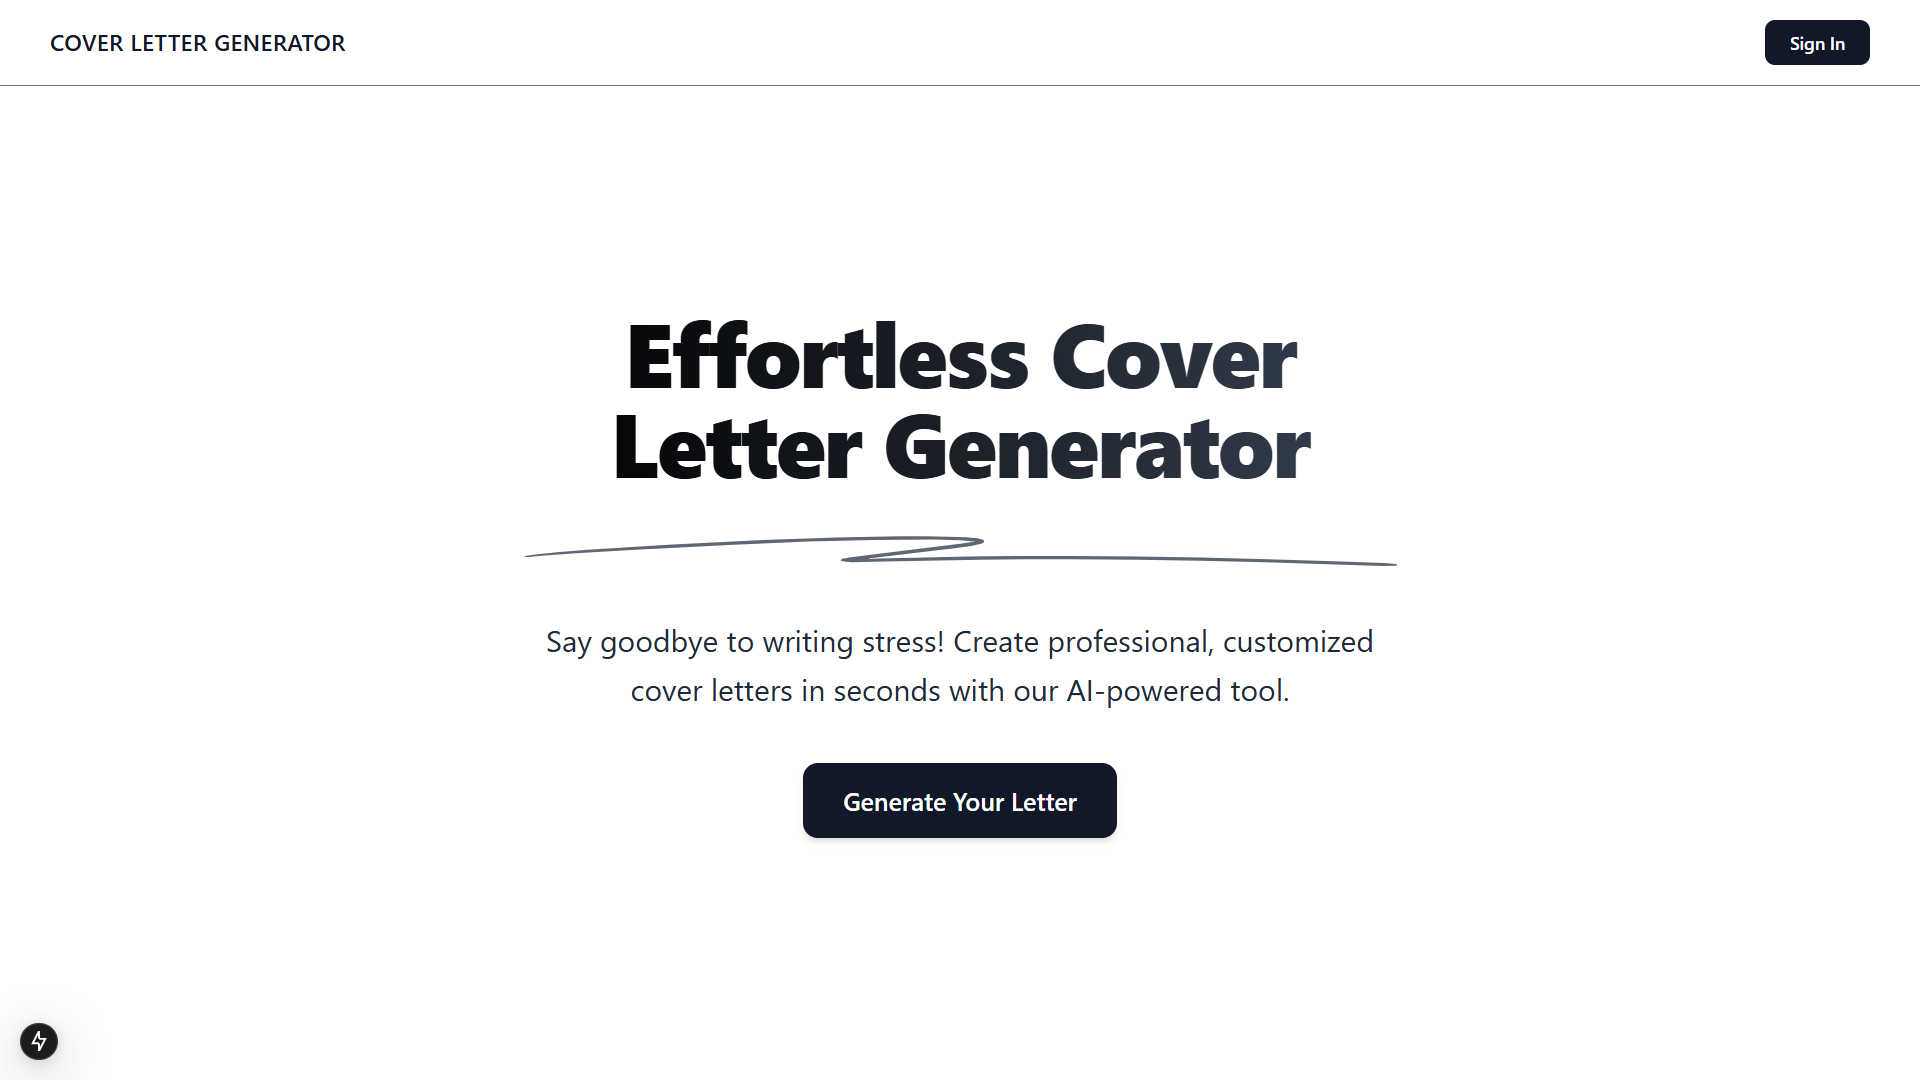 COVER LETTER GENERATOR
Sign In
Effortless Cover
Letter Generator
Say goodbye to writing stress! Create professional, customized
cover letters in seconds with our AI-powered tool.
Generate Your Letter